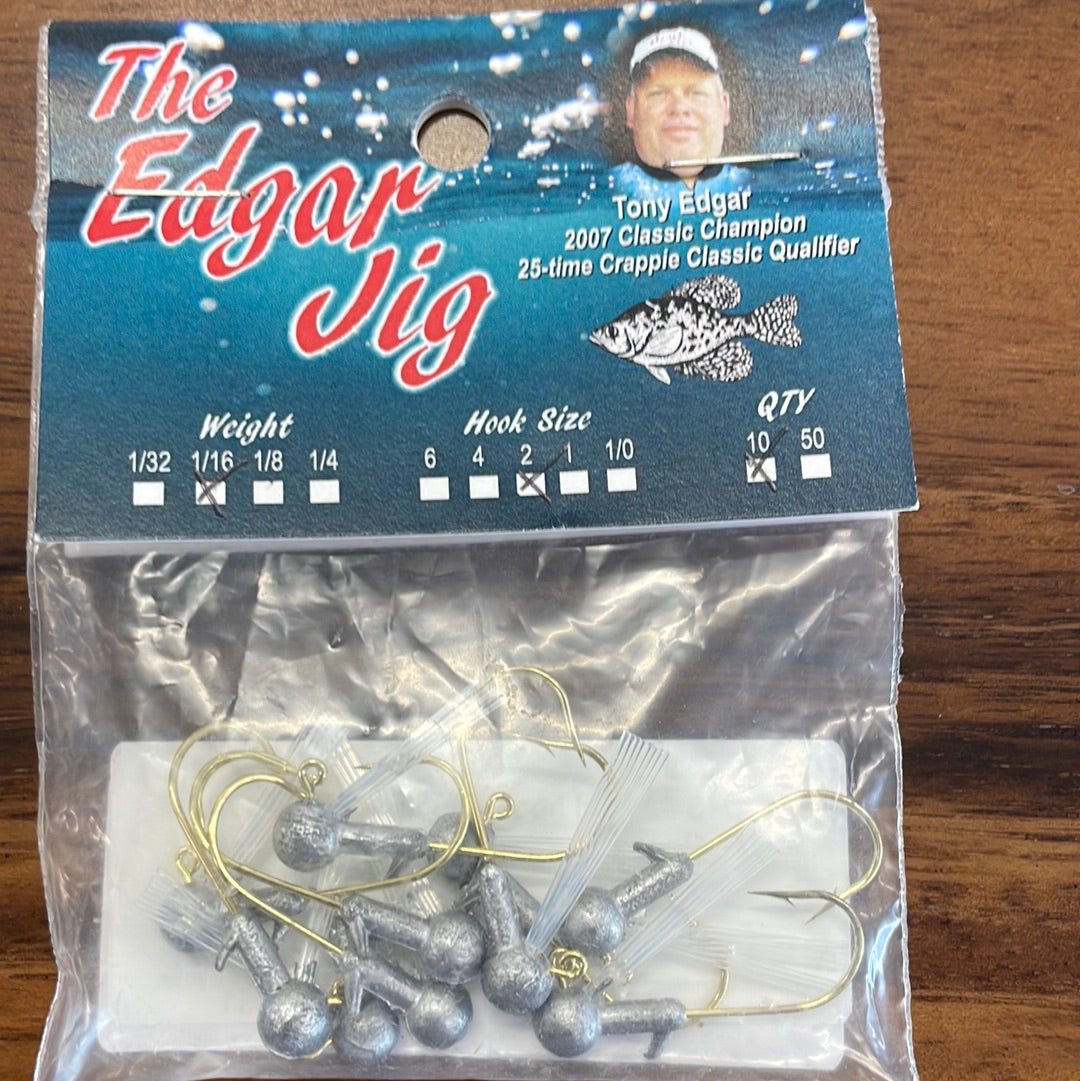 The
Edgar
Jig
Tony Edgar
2007 Classic Champion
25-time Crappie Classic Qualifier
Weight
1/32 1/16 1/8 1/4
Hook Size
6 4 2 1 1/0
QTY
10 50